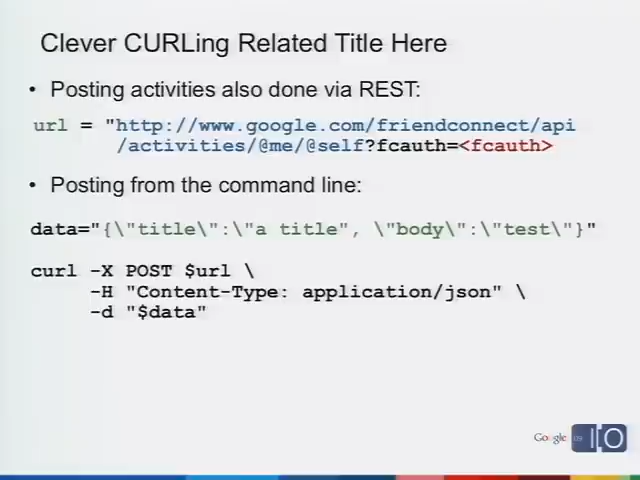 Clever CURLing Related Title Here
• Posting activities also done via REST:
url = "http://www.google.com/friendconnect/api
/activities/@me/@self?fcauth=<fcauth>
• Posting from the command line:
data="{\"title\":\"a title", \"body\":\"test\"}"
curl -X POST $url \
-H "Content-Type: application/json" \
-d "$data"
Google IO